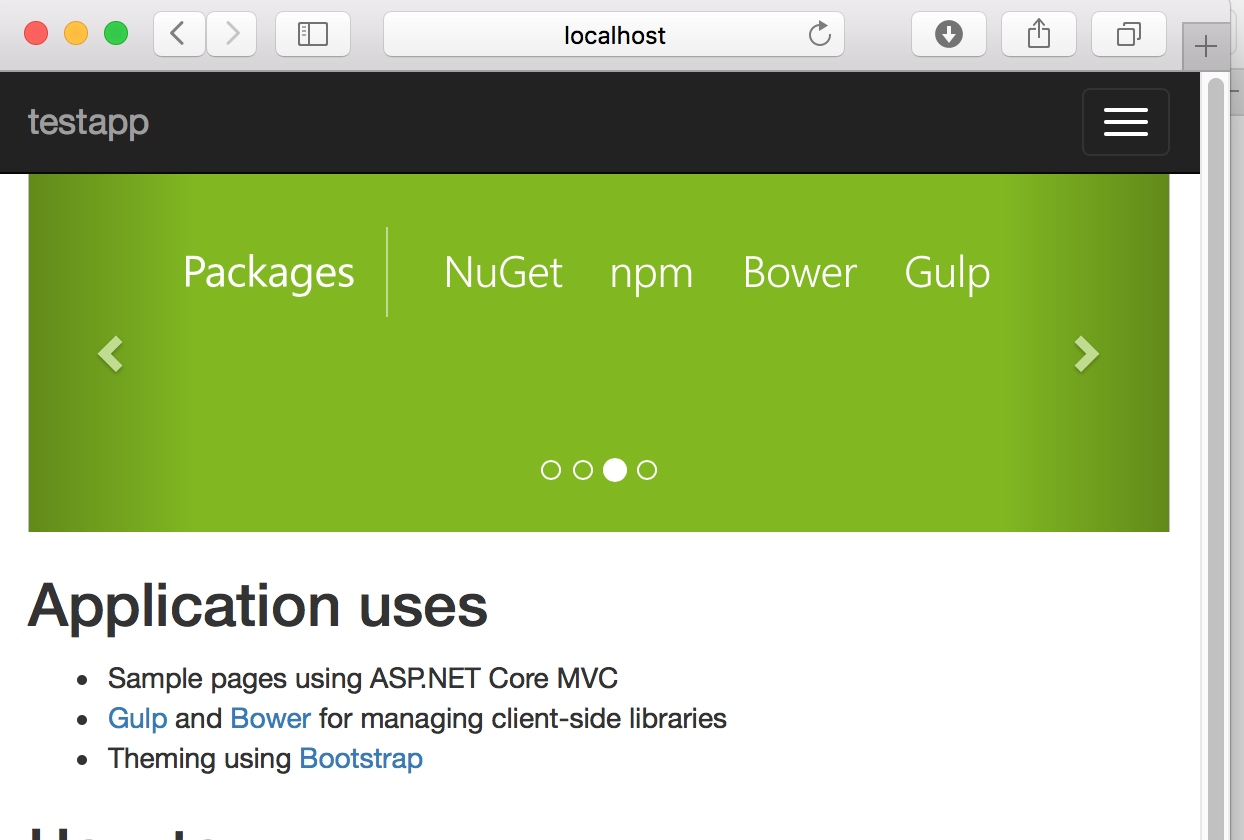 localhost
testapp
Packages NuGet npm Bower Gulp
Application uses
Sample pages using ASP.NET Core MVC
Gulp and Bower for managing client-side libraries
Theming using Bootstrap